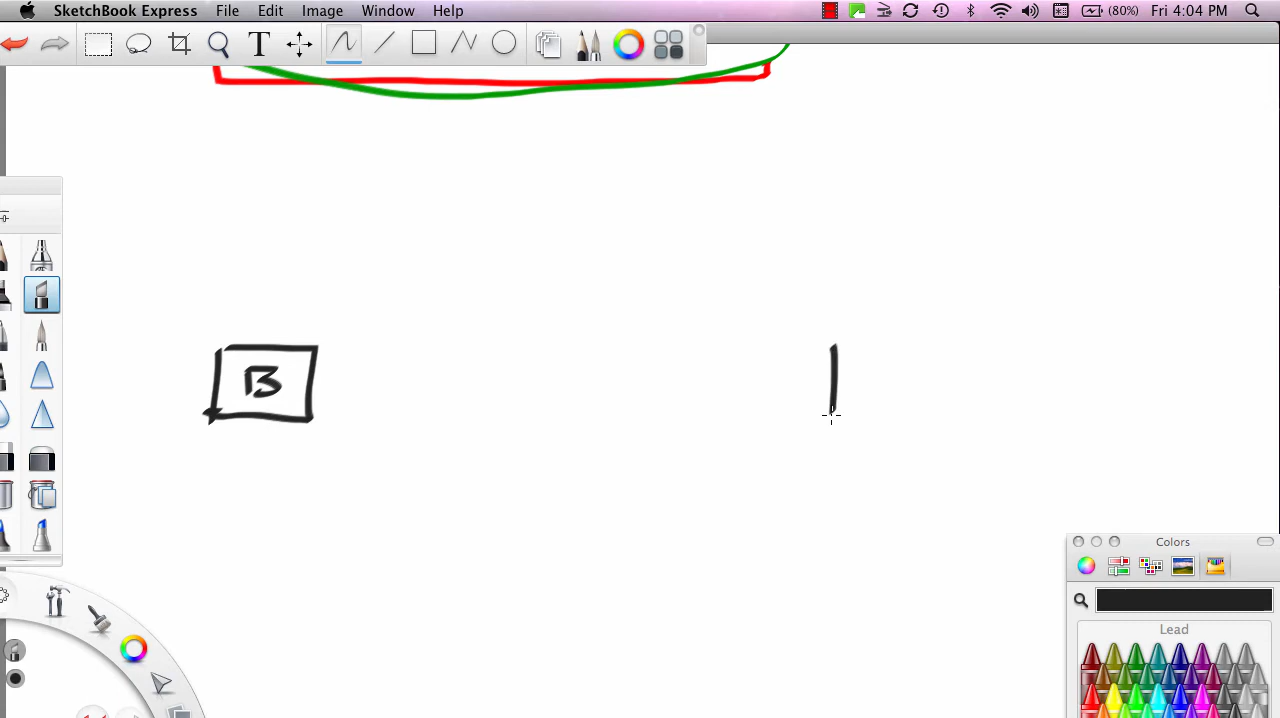 SketchBook Express File Edit Image Window Help (80%) Fri 4:04 PM
T
B
Colors
Lead